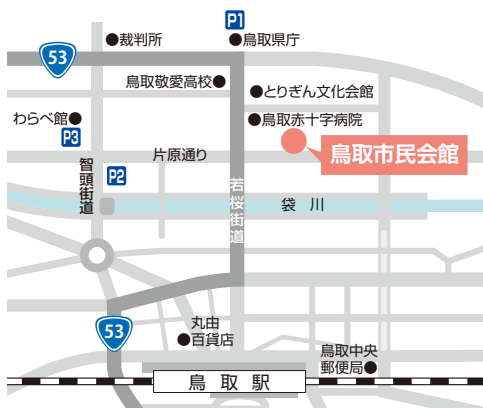 P1
53
●裁判所
●鳥取県庁
鳥取敬愛高校●
●とりぎん文化会館
わらべ館●
●鳥取赤十字病院
P3
片原通り
鳥取市民会館
智頭街道
P2
若桜街道
袋川
53
丸由
●百貨店
鳥取中央
郵便局●
鳥取駅